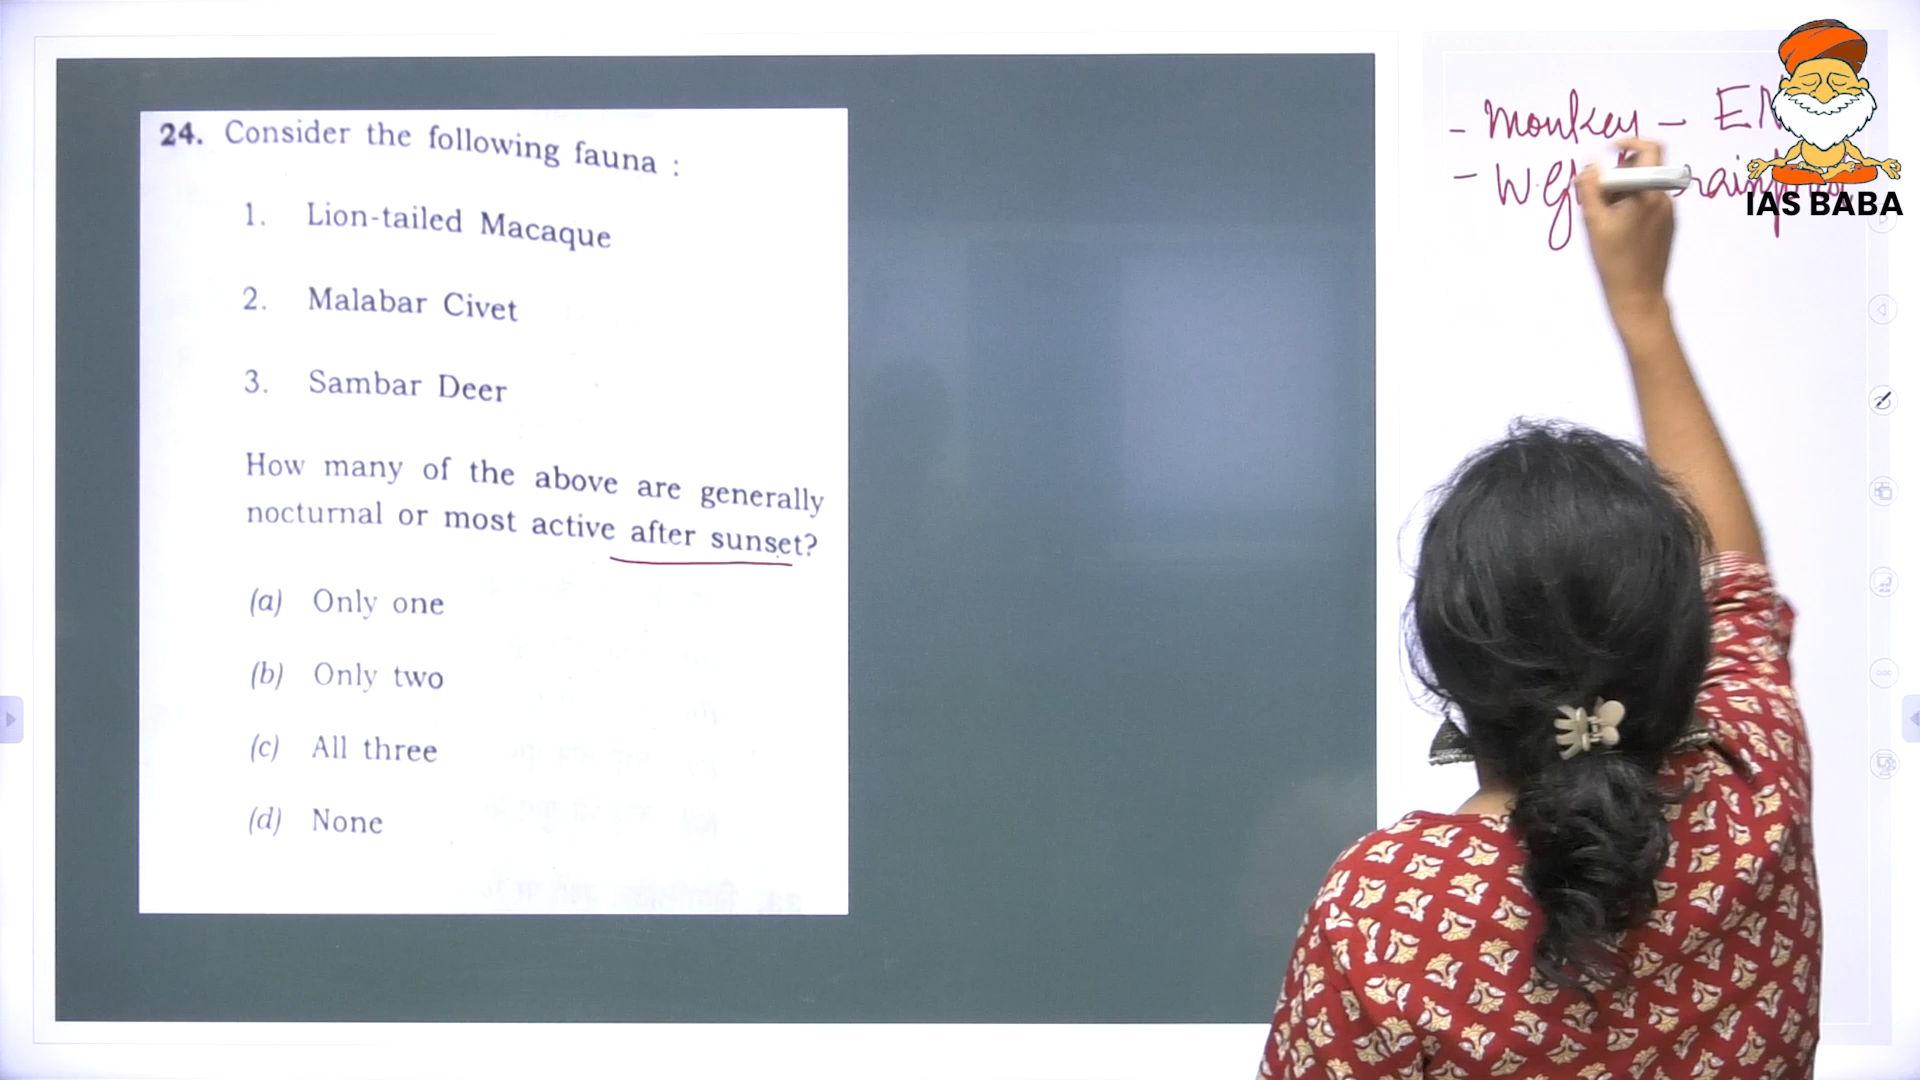 24. Consider the following fauna :
1. Lion-tailed Macaque
2. Malabar Civet
3. Sambar Deer
How many of the above are generally
nocturnal or most active after sunset?
(a) Only one
(b) Only two
(c) All three
(d) None
- Monkey - EN
- W.G
IAS BABA